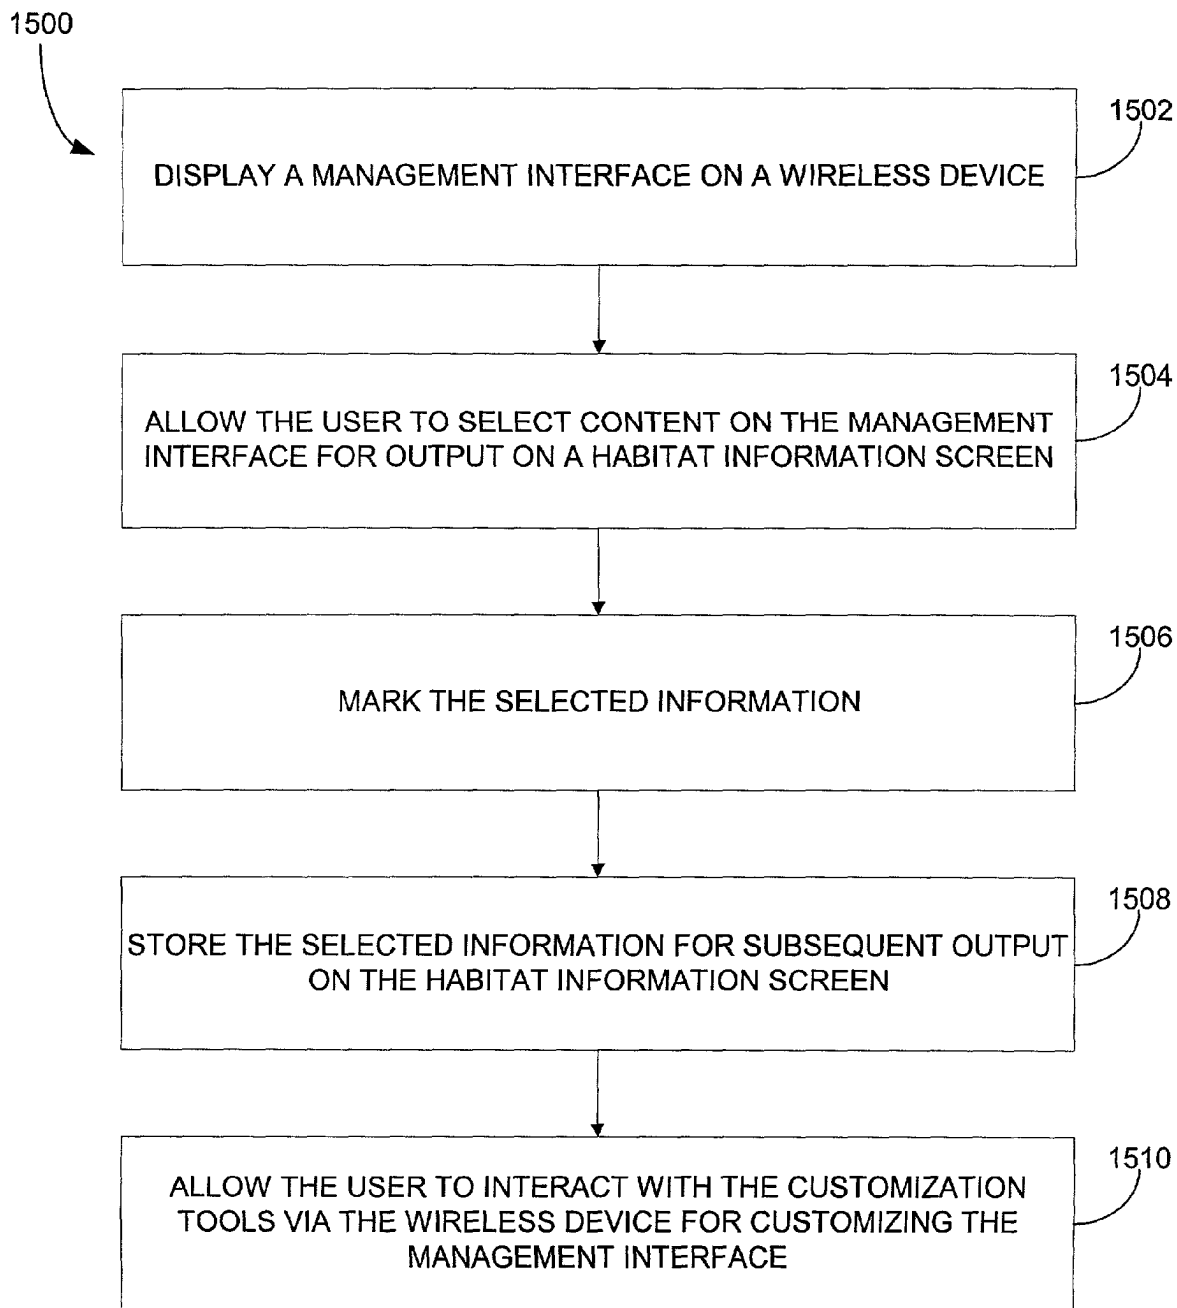 1500
1502
DISPLAY A MANAGEMENT INTERFACE ON A WIRELESS DEVICE
1504
ALLOW THE USER TO SELECT CONTENT ON THE MANAGEMENT
INTERFACE FOR OUTPUT ON A HABITAT INFORMATION SCREEN
1506
MARK THE SELECTED INFORMATION
1508
STORE THE SELECTED INFORMATION FOR SUBSEQUENT OUTPUT
ON THE HABITAT INFORMATION SCREEN
1510
ALLOW THE USER TO INTERACT WITH THE CUSTOMIZATION
TOOLS VIA THE WIRELESS DEVICE FOR CUSTOMIZING THE
MANAGEMENT INTERFACE